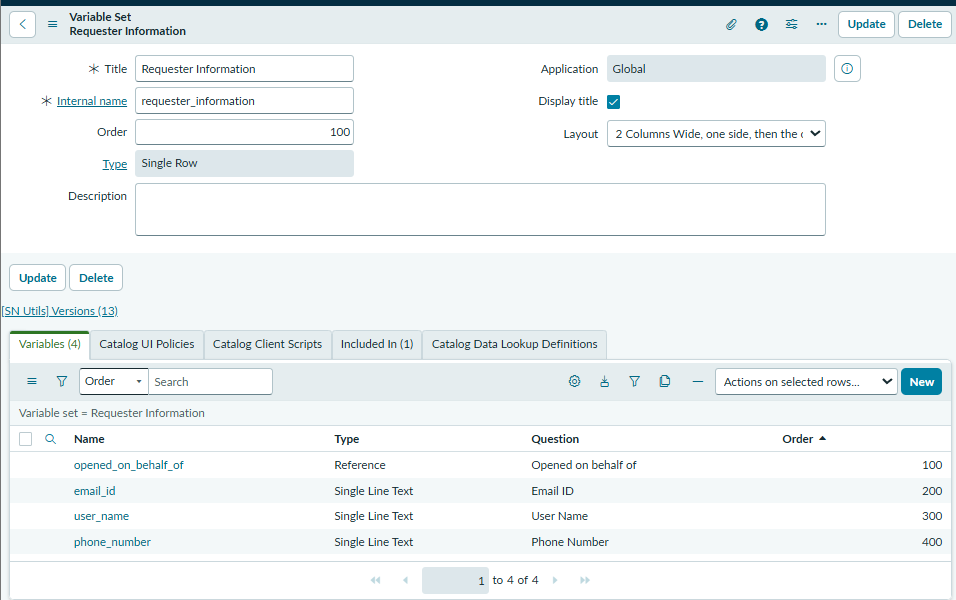 Variable Set
Requester Information
Update
Delete
Title
Requester Information
Application
Global
Internal name
requester_information
Display title
Order
100
Layout
2 Columns Wide, one side, then the
Type
Single Row
Description
Update
Delete
[SN Utils] Versions (13)
Variables (4)
Catalog UI Policies
Catalog Client Scripts
Included In (1)
Catalog Data Lookup Definitions
Order
Search
Actions on selected rows...
New
Variable set = Requester Information
Name Type Question Order
opened_on_behalf_of Reference Opened on behalf of 100
email_id Single Line Text Email ID 200
user_name Single Line Text User Name 300
phone_number Single Line Text Phone Number 400
1 to 4 of 4